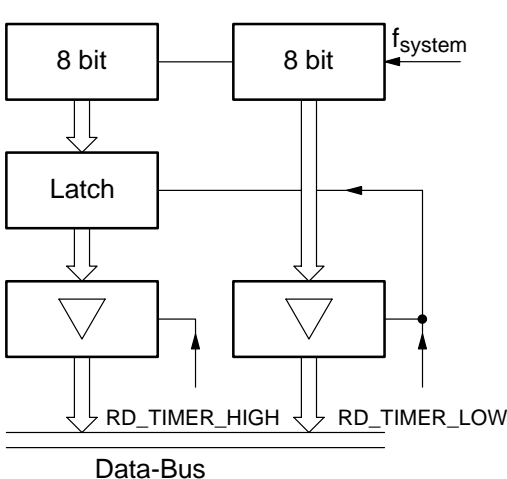 8 bit
8 bit
fsystem
Latch
RD_TIMER_HIGH
RD_TIMER_LOW
Data-Bus